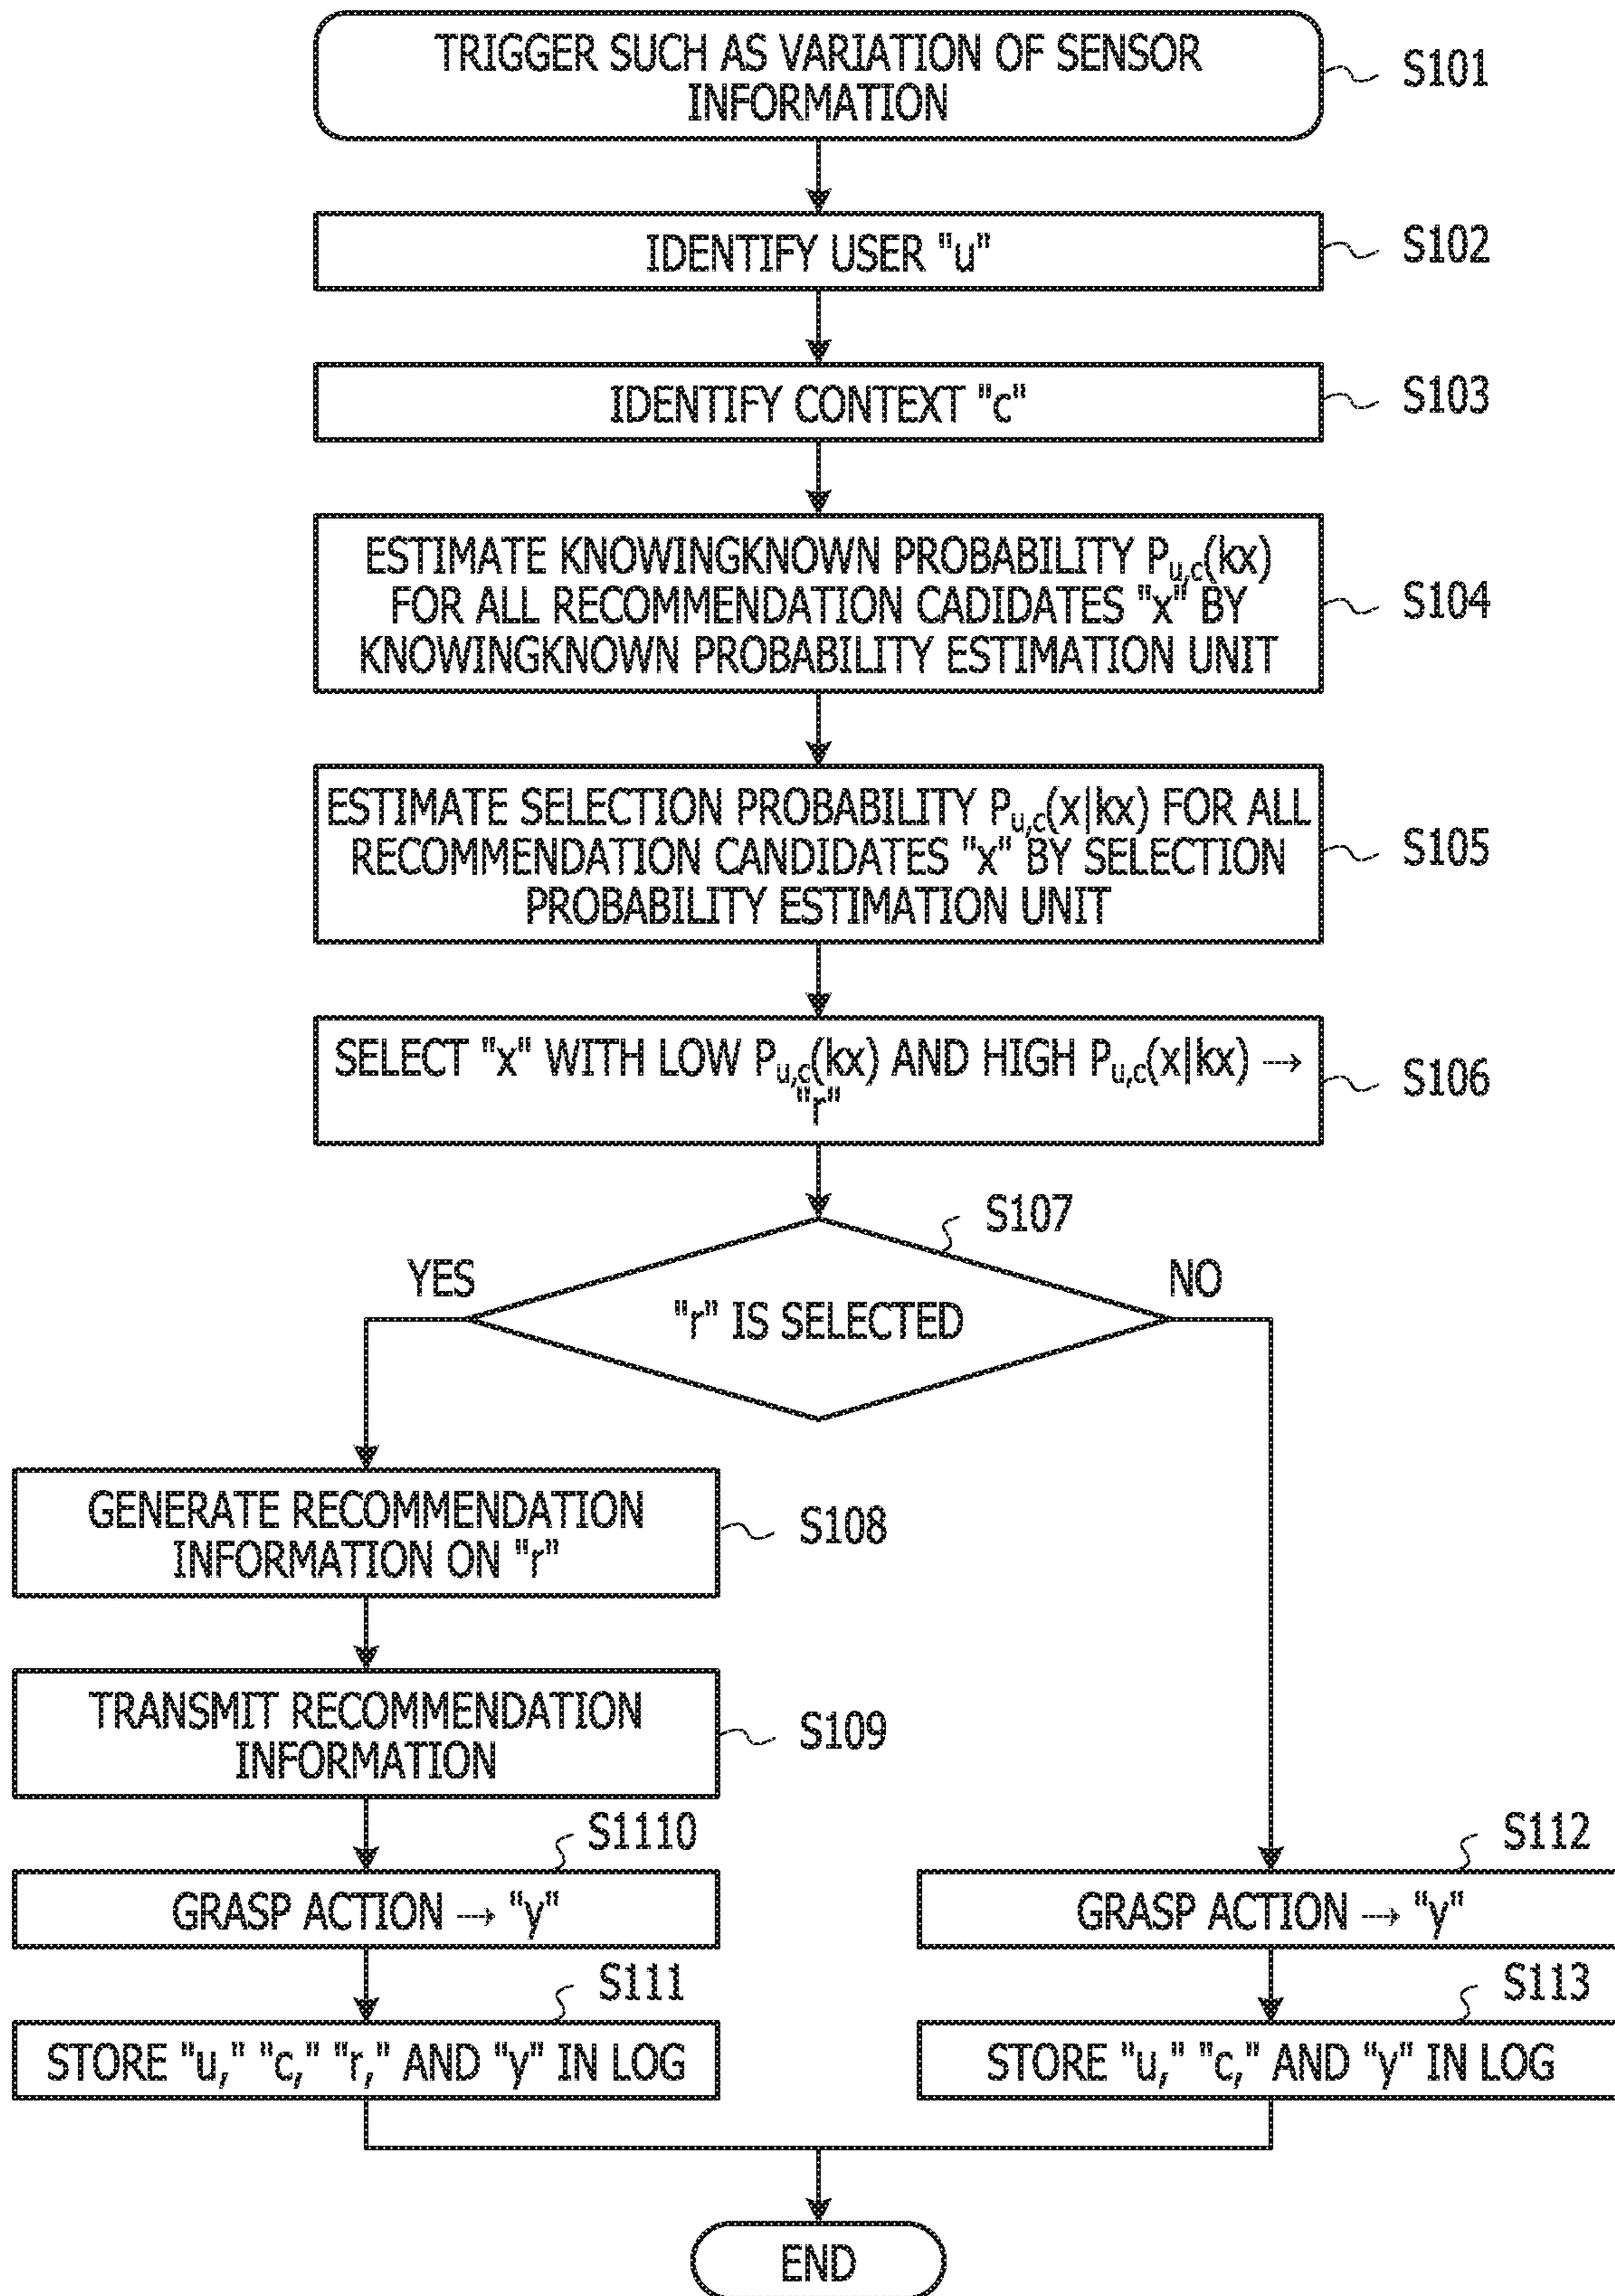 TRIGGER SUCH AS VARIATION OF SENSOR
INFORMATION
S101
IDENTIFY USER "u"
S102
IDENTIFY CONTEXT "c"
S103
ESTIMATE KNOWINGKNOWN PROBABILITY Pu,c(kx)
FOR ALL RECOMMENDATION CADIDATES "x" BY
KNOWINGKNOWN PROBABILITY ESTIMATION UNIT
S104
ESTIMATE SELECTION PROBABILITY Pu,c(x|kx) FOR ALL
RECOMMENDATION CANDIDATES "x" BY SELECTION
PROBABILITY ESTIMATION UNIT
S105
SELECT "x" WITH LOW Pu,c(kx) AND HIGH Pu,c(x|kx) →
"r"
S106
S107
YES
NO
"r" IS SELECTED
GENERATE RECOMMENDATION
INFORMATION ON "r"
S108
TRANSMIT RECOMMENDATION
INFORMATION
S109
S1110
GRASP ACTION → "y"
S111
STORE "u," "c," "r," AND "y" IN LOG
S112
GRASP ACTION → "y"
S113
STORE "u," "c," AND "y" IN LOG
END